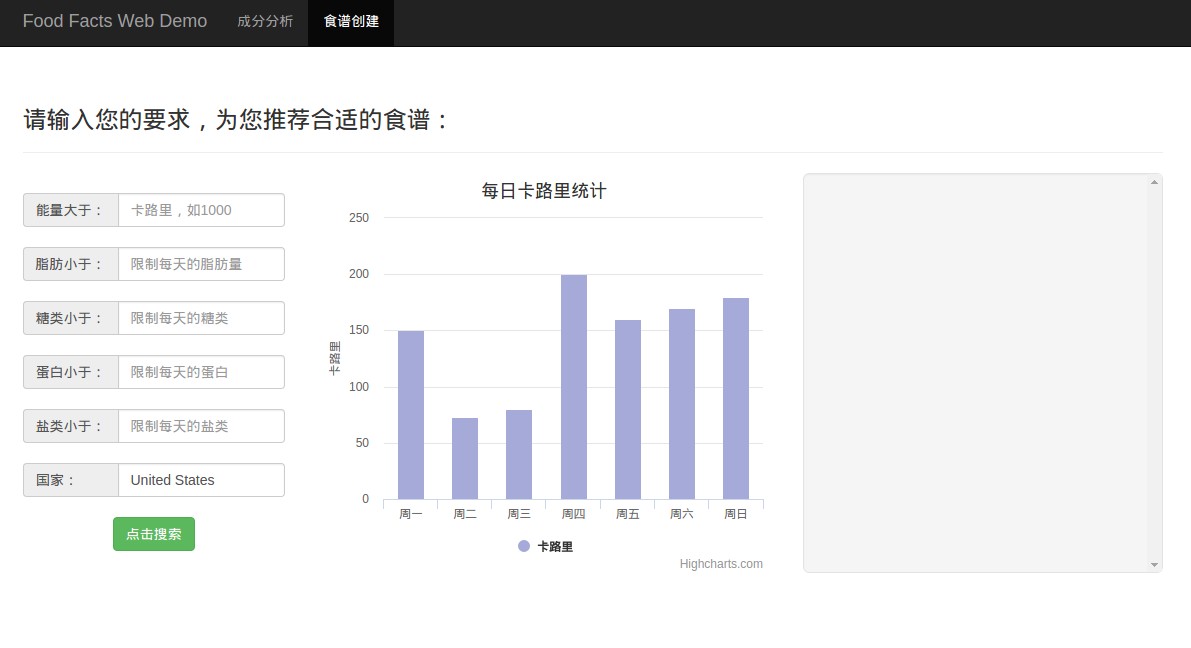 Food Facts Web Demo 成分分析 食谱创建
请输入您的要求，为您推荐合适的食谱：
能量大于： 卡路里，如1000
脂肪小于： 限制每天的脂肪量
糖类小于： 限制每天的糖类
蛋白小于： 限制每天的蛋白
盐类小于： 限制每天的盐类
国家： United States
点击搜索
每日卡路里统计
250
200
150
100
50
0
卡路里
周一 周二 周三 周四 周五 周六 周日
卡路里
Highcharts.com